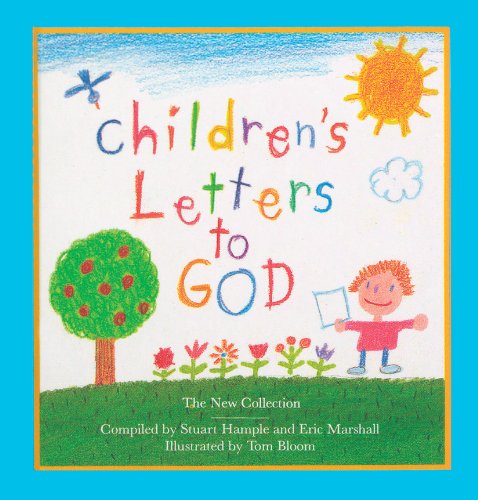 children's
Letters
to
GOD
The New Collection
Compiled by Stuart Hample and Eric Marshall
Illustrated by Tom Bloom